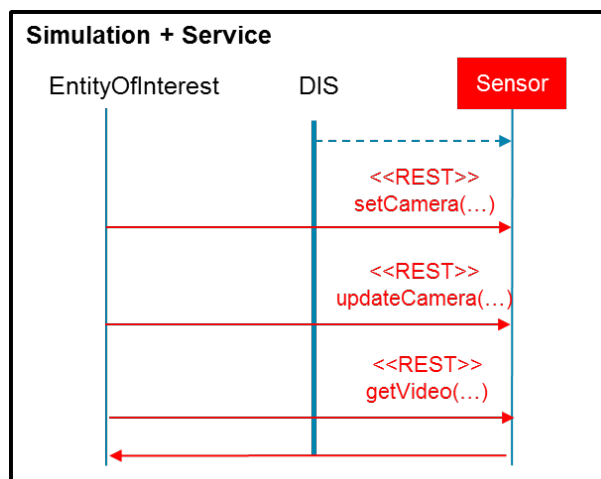 Simulation + Service
EntityOfInterest DIS Sensor
<<REST>>
setCamera(…)
<<REST>>
updateCamera(…)
<<REST>>
getVideo(…)